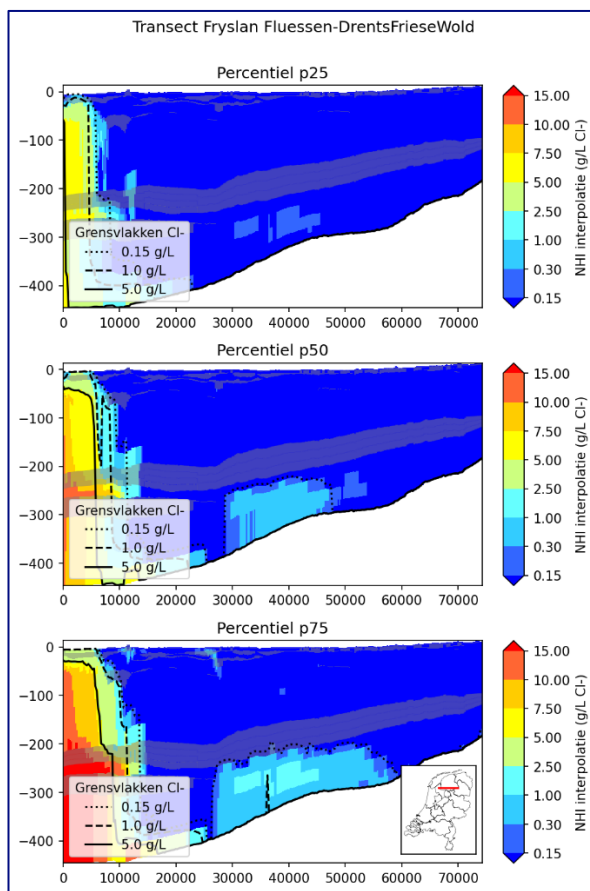 Transect Fryslan Fluessen-DrentsFrieseWold
Percentiel p25
0
−100
−200
−300
−400
Grensvlakken Cl-
0.15 g/L
1.0 g/L
5.0 g/L
0 10000 20000 30000 40000 50000 60000 70000
15.00
10.00
7.50
5.00
2.50
1.00
0.30
0.15
NHI interpolatie (g/L Cl-)
Percentiel p50
0
−100
−200
−300
−400
Grensvlakken Cl-
0.15 g/L
1.0 g/L
5.0 g/L
0 10000 20000 30000 40000 50000 60000 70000
15.00
10.00
7.50
5.00
2.50
1.00
0.30
0.15
NHI interpolatie (g/L Cl-)
Percentiel p75
0
−100
−200
−300
−400
Grensvlakken Cl-
0.15 g/L
1.0 g/L
5.0 g/L
0 10000 20000 30000 40000 50000 60000 70000
15.00
10.00
7.50
5.00
2.50
1.00
0.30
0.15
NHI interpolatie (g/L Cl-)